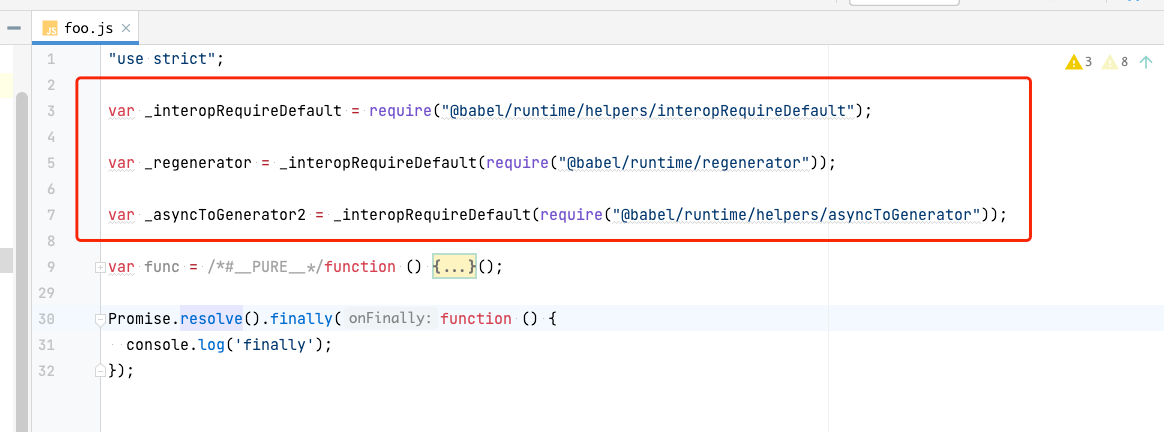 JS foo.js ×
1 "use strict";
3 8
2
3 var _interopRequireDefault = require("@babel/runtime/helpers/interopRequireDefault");
4
5 var _regenerator = _interopRequireDefault(require("@babel/runtime/regenerator"));
6
7 var _asyncToGenerator2 = _interopRequireDefault(require("@babel/runtime/helpers/asyncToGenerator"));
8
9 var func = /*#__PURE__*/function () {...}();
29
30 Promise.resolve().finally( onFinally: function () {
31 console.log('finally');
32 });